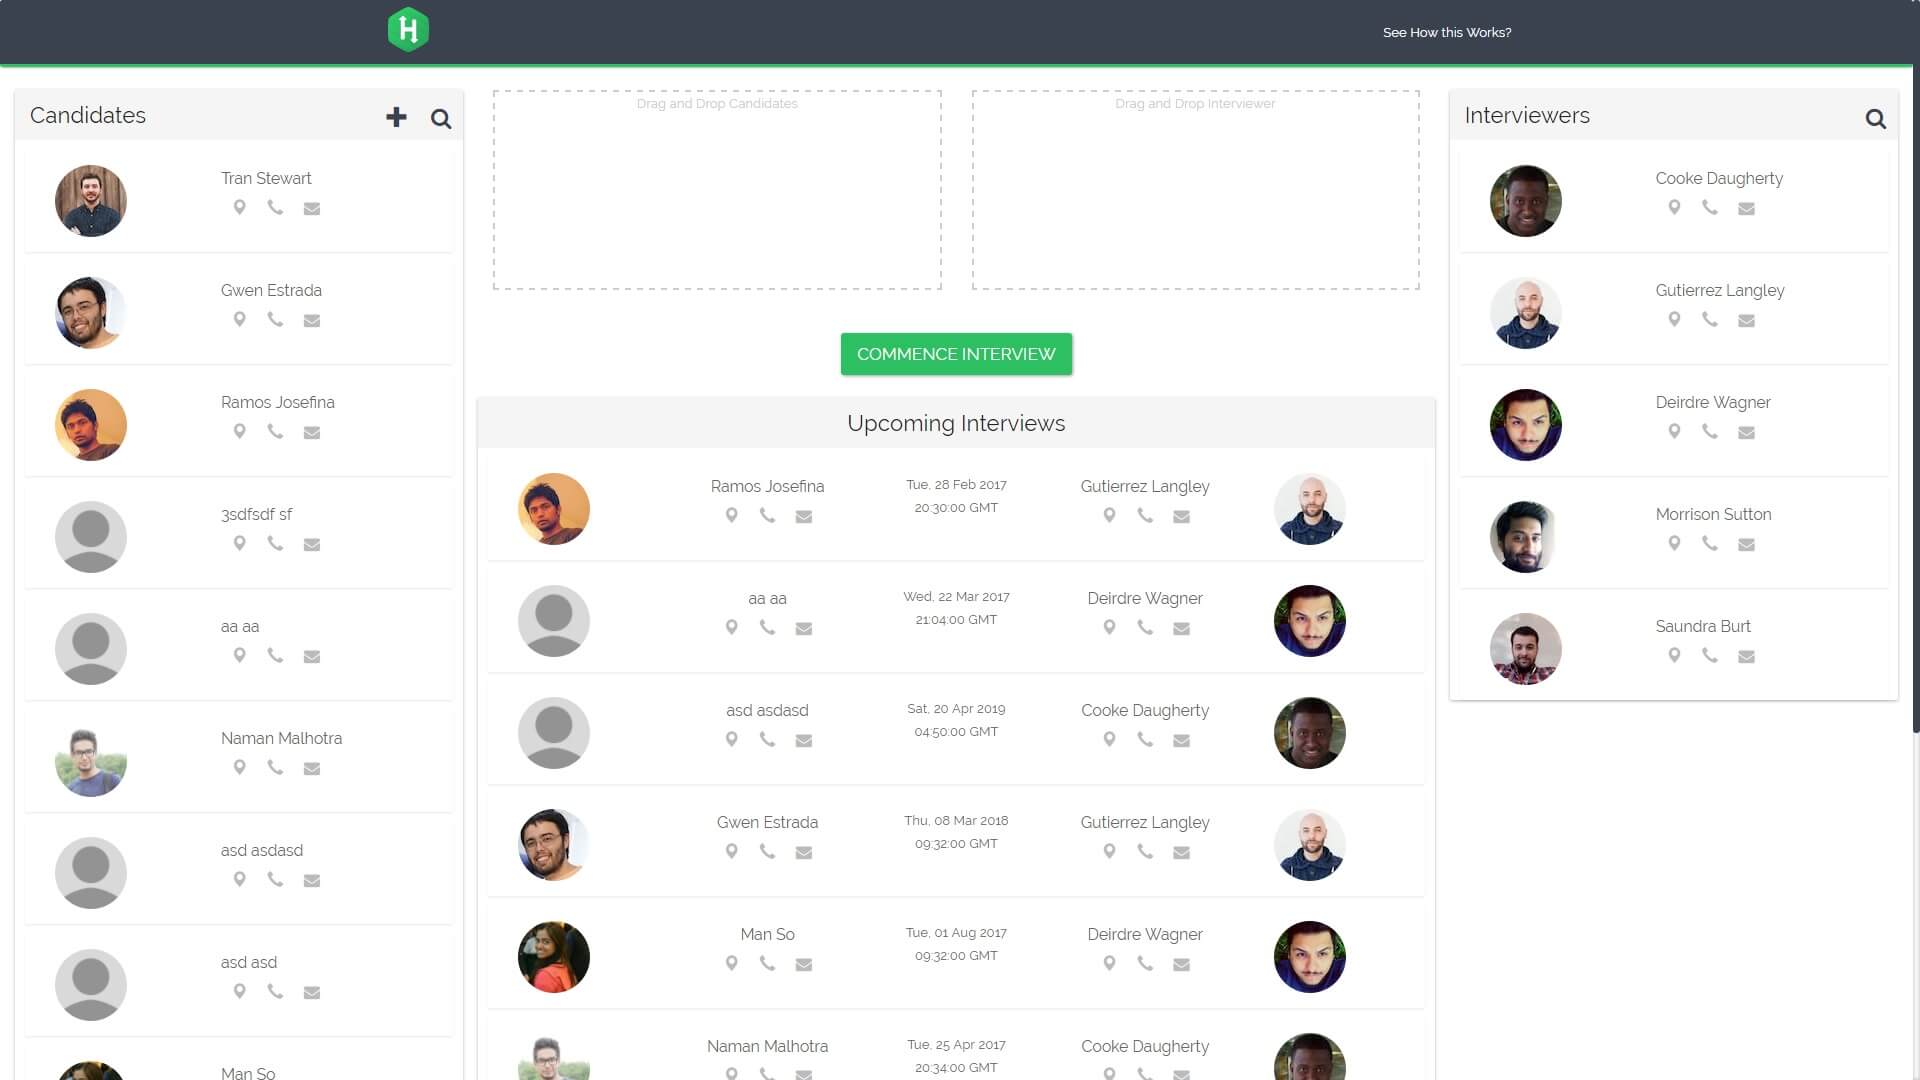 H
See How this Works?
Candidates
Tran Stewart
Gwen Estrada
Ramos Josefina
3sdfsdf sf
aa aa
Naman Malhotra
asd asdasd
asd asd
Man So
Drag and Drop Candidates
Drag and Drop Interviewer
COMMENCE INTERVIEW
Upcoming Interviews
Ramos Josefina
Tue, 28 Feb 2017
20:30:00 GMT
Gutierrez Langley
aa aa
Wed, 22 Mar 2017
21:04:00 GMT
Deirdre Wagner
asd asdasd
Sat, 20 Apr 2019
04:50:00 GMT
Cooke Daugherty
Gwen Estrada
Thu, 08 Mar 2018
09:32:00 GMT
Gutierrez Langley
Man So
Tue, 01 Aug 2017
09:32:00 GMT
Deirdre Wagner
Naman Malhotra
Tue, 25 Apr 2017
20:34:00 GMT
Cooke Daugherty
Interviewers
Cooke Daugherty
Gutierrez Langley
Deirdre Wagner
Morrison Sutton
Saundra Burt